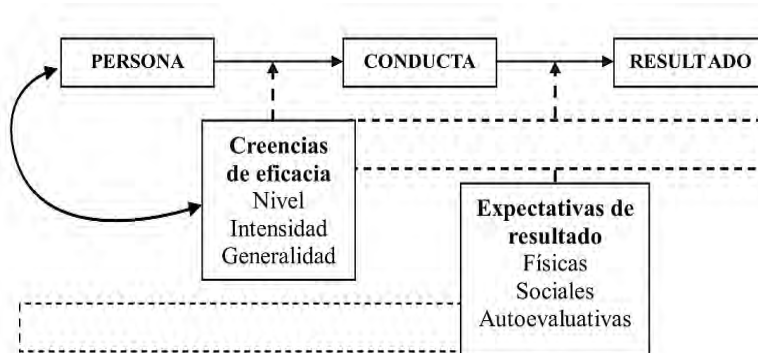 PERSONA
CONDUCTA
RESULTADO
Creencias
de eficacia
Nivel
Intensidad
Generalidad
Expectativas de
resultado
Físicas
Sociales
Autoevaluativas